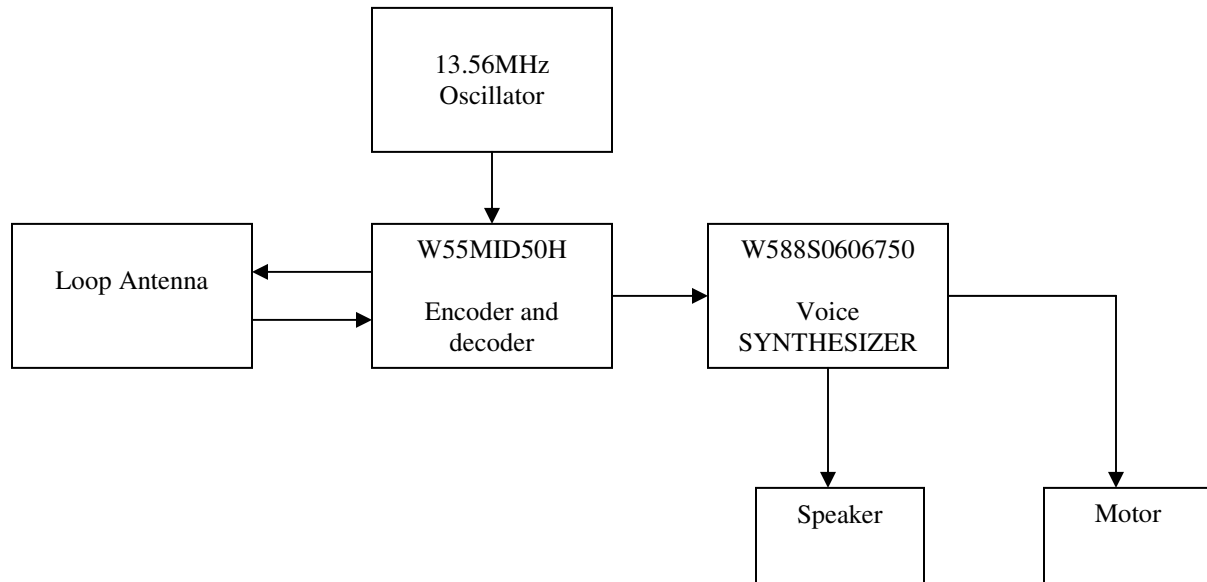 13.56MHz
Oscillator
Loop Antenna
W55MID50H
Encoder and
decoder
W588S0606750
Voice
SYNTHESIZER
Speaker
Motor